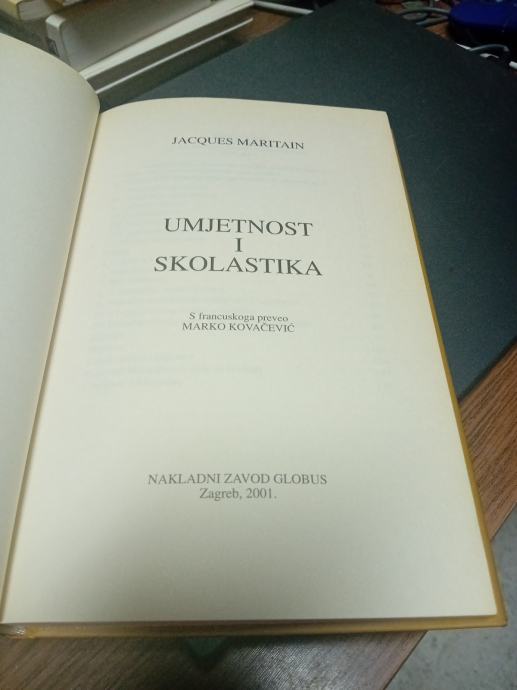 JACQUES MARITAIN
UMJETNOST
I
SKOLASTIKA
S francuskoga preveo
MARKO KOVAČEVIĆ
NAKLADNI ZAVOD GLOBUS
Zagreb, 2001.